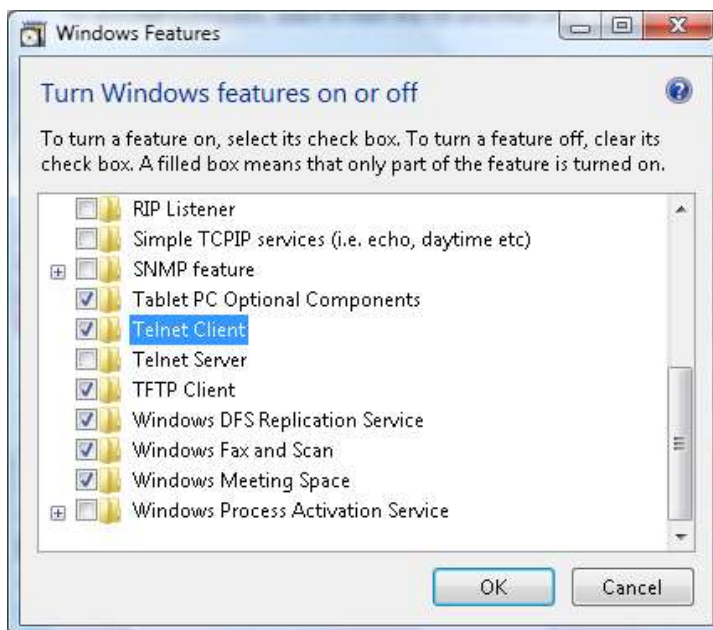 Windows Features
Turn Windows features on or off
To turn a feature on, select its check box. To turn a feature off, clear its
check box. A filled box means that only part of the feature is turned on.
RIP Listener
Simple TCPIP services (i.e. echo, daytime etc)
SNMP feature
Tablet PC Optional Components
Telnet Client
Telnet Server
TFTP Client
Windows DFS Replication Service
Windows Fax and Scan
Windows Meeting Space
Windows Process Activation Service
OK Cancel